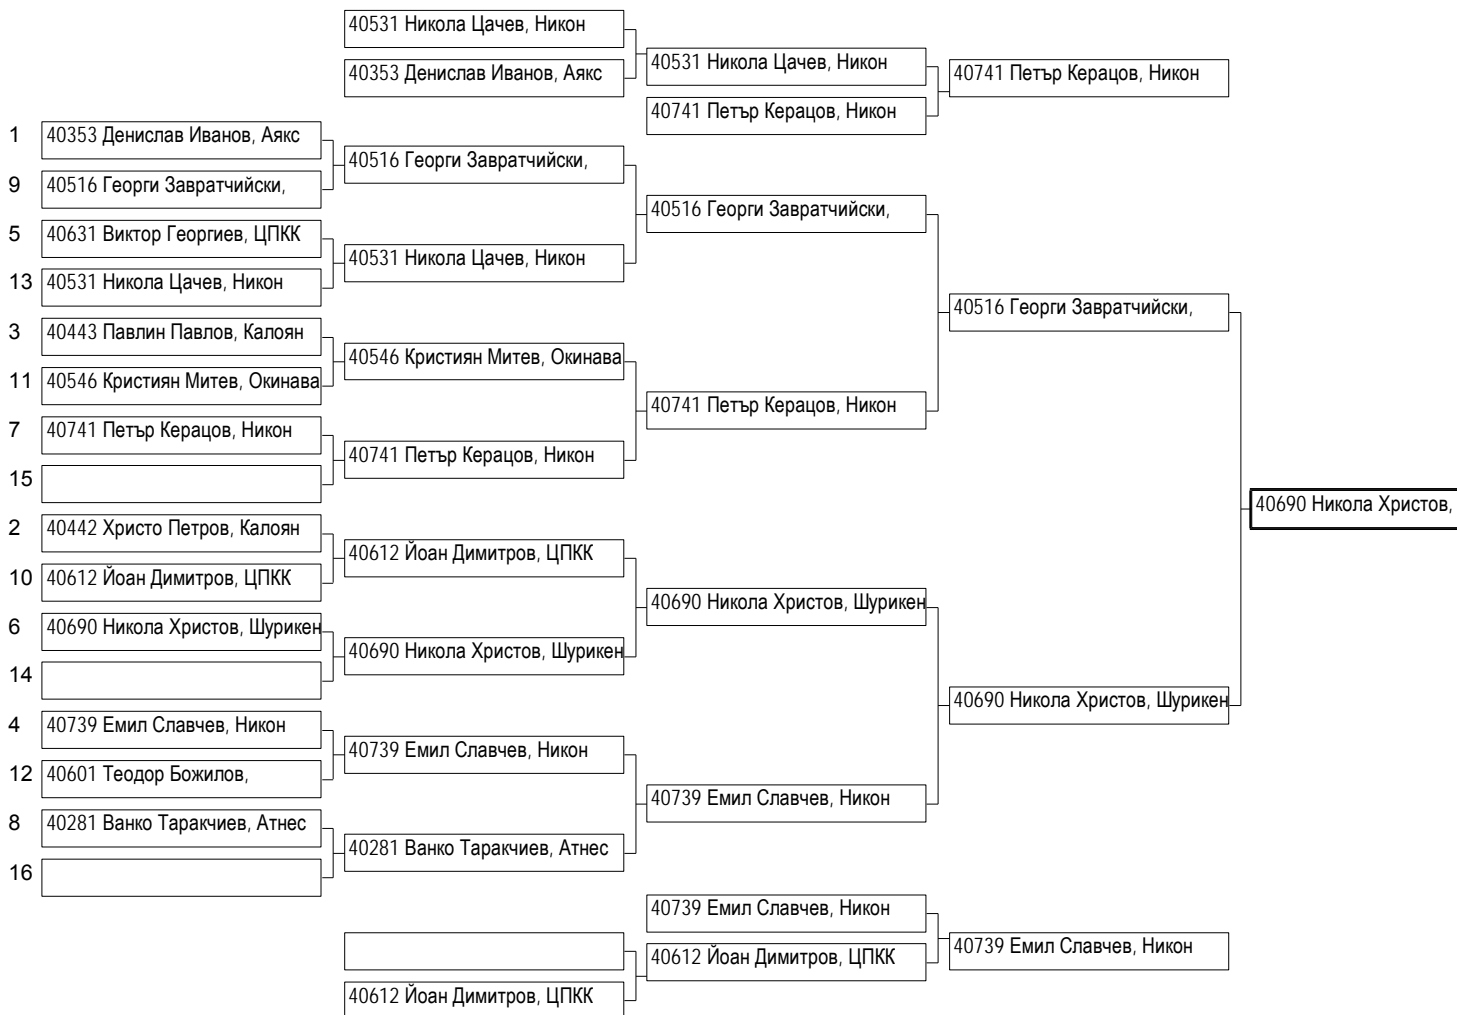 40531 Никола Цачев, Никон
40353 Денислав Иванов, Аякс
40531 Никола Цачев, Никон
40741 Петър Керацов, Никон
40741 Петър Керацов, Никон
1 40353 Денислав Иванов, Аякс
40516 Георги Завратчийски,
9 40516 Георги Завратчийски,
40516 Георги Завратчийски,
5 40631 Виктор Георгиев, ЦПКК
40531 Никола Цачев, Никон
13 40531 Никола Цачев, Никон
40516 Георги Завратчийски,
3 40443 Павлин Павлов, Калоян
40546 Кристиян Митев, Окинава
11 40546 Кристиян Митев, Окинава
40741 Петър Керацов, Никон
7 40741 Петър Керацов, Никон
40741 Петър Керацов, Никон
15
40690 Никола Христов,
2 40442 Христо Петров, Калоян
40612 Йоан Димитров, ЦПКК
10 40612 Йоан Димитров, ЦПКК
40690 Никола Христов, Шурикен
6 40690 Никола Христов, Шурикен
40690 Никола Христов, Шурикен
14
40690 Никола Христов, Шурикен
4 40739 Емил Славчев, Никон
40739 Емил Славчев, Никон
12 40601 Теодор Божилов,
40739 Емил Славчев, Никон
8 40281 Ванко Таракчиев, Атнес
40281 Ванко Таракчиев, Атнес
16
40739 Емил Славчев, Никон
40612 Йоан Димитров, ЦПКК
40739 Емил Славчев, Никон
40612 Йоан Димитров, ЦПКК